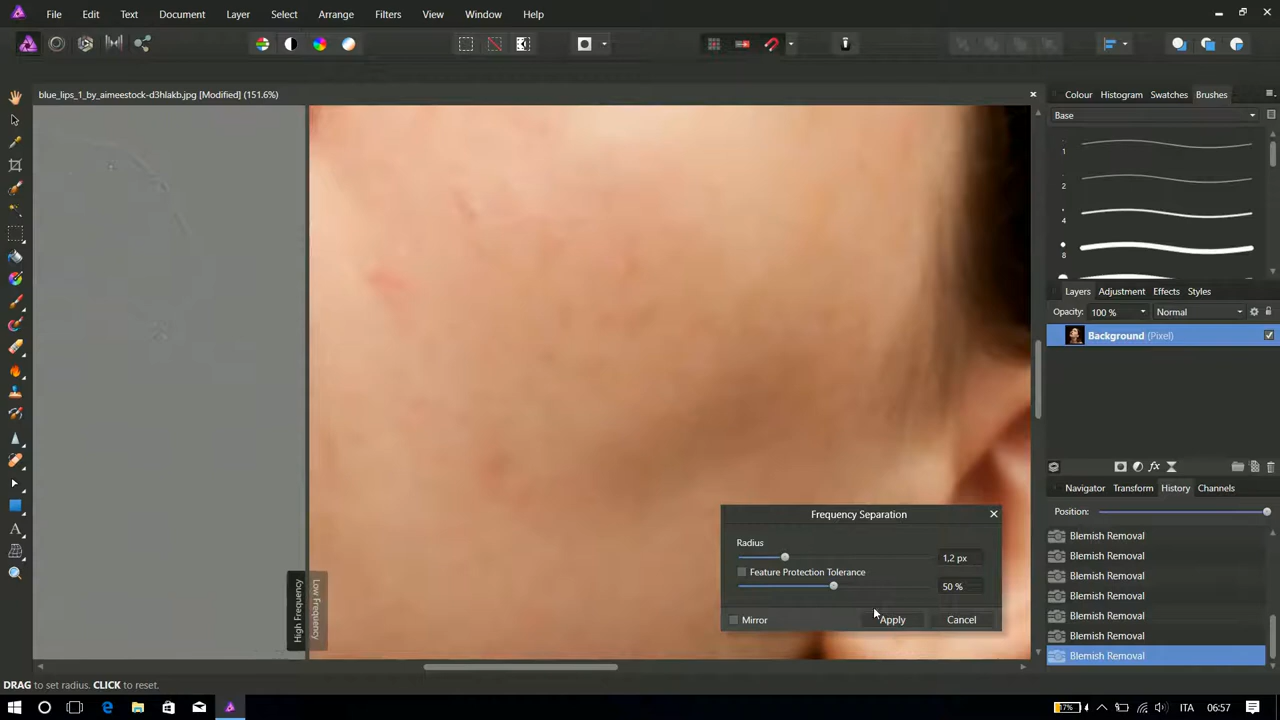 File Edit Text Document Layer Select Arrange Filters View Window Help
blue_lips_1_by_aimeestock-d3hlakb.jpg [Modified] (151.6%)
Colour Histogram Swatches Brushes
Base
1
2
4
8
Layers Adjustment Effects Styles
Opacity: 100 % Normal
Background (Pixel)
Navigator Transform History Channels
Position:
Blemish Removal
Blemish Removal
Blemish Removal
Blemish Removal
Blemish Removal
Blemish Removal
Blemish Removal
High Frequency
Low Frequency
Frequency Separation
Radius
1,2 px
Feature Protection Tolerance
50 %
Mirror Apply Cancel
DRAG to set radius. CLICK to reset.
ITA 06:57